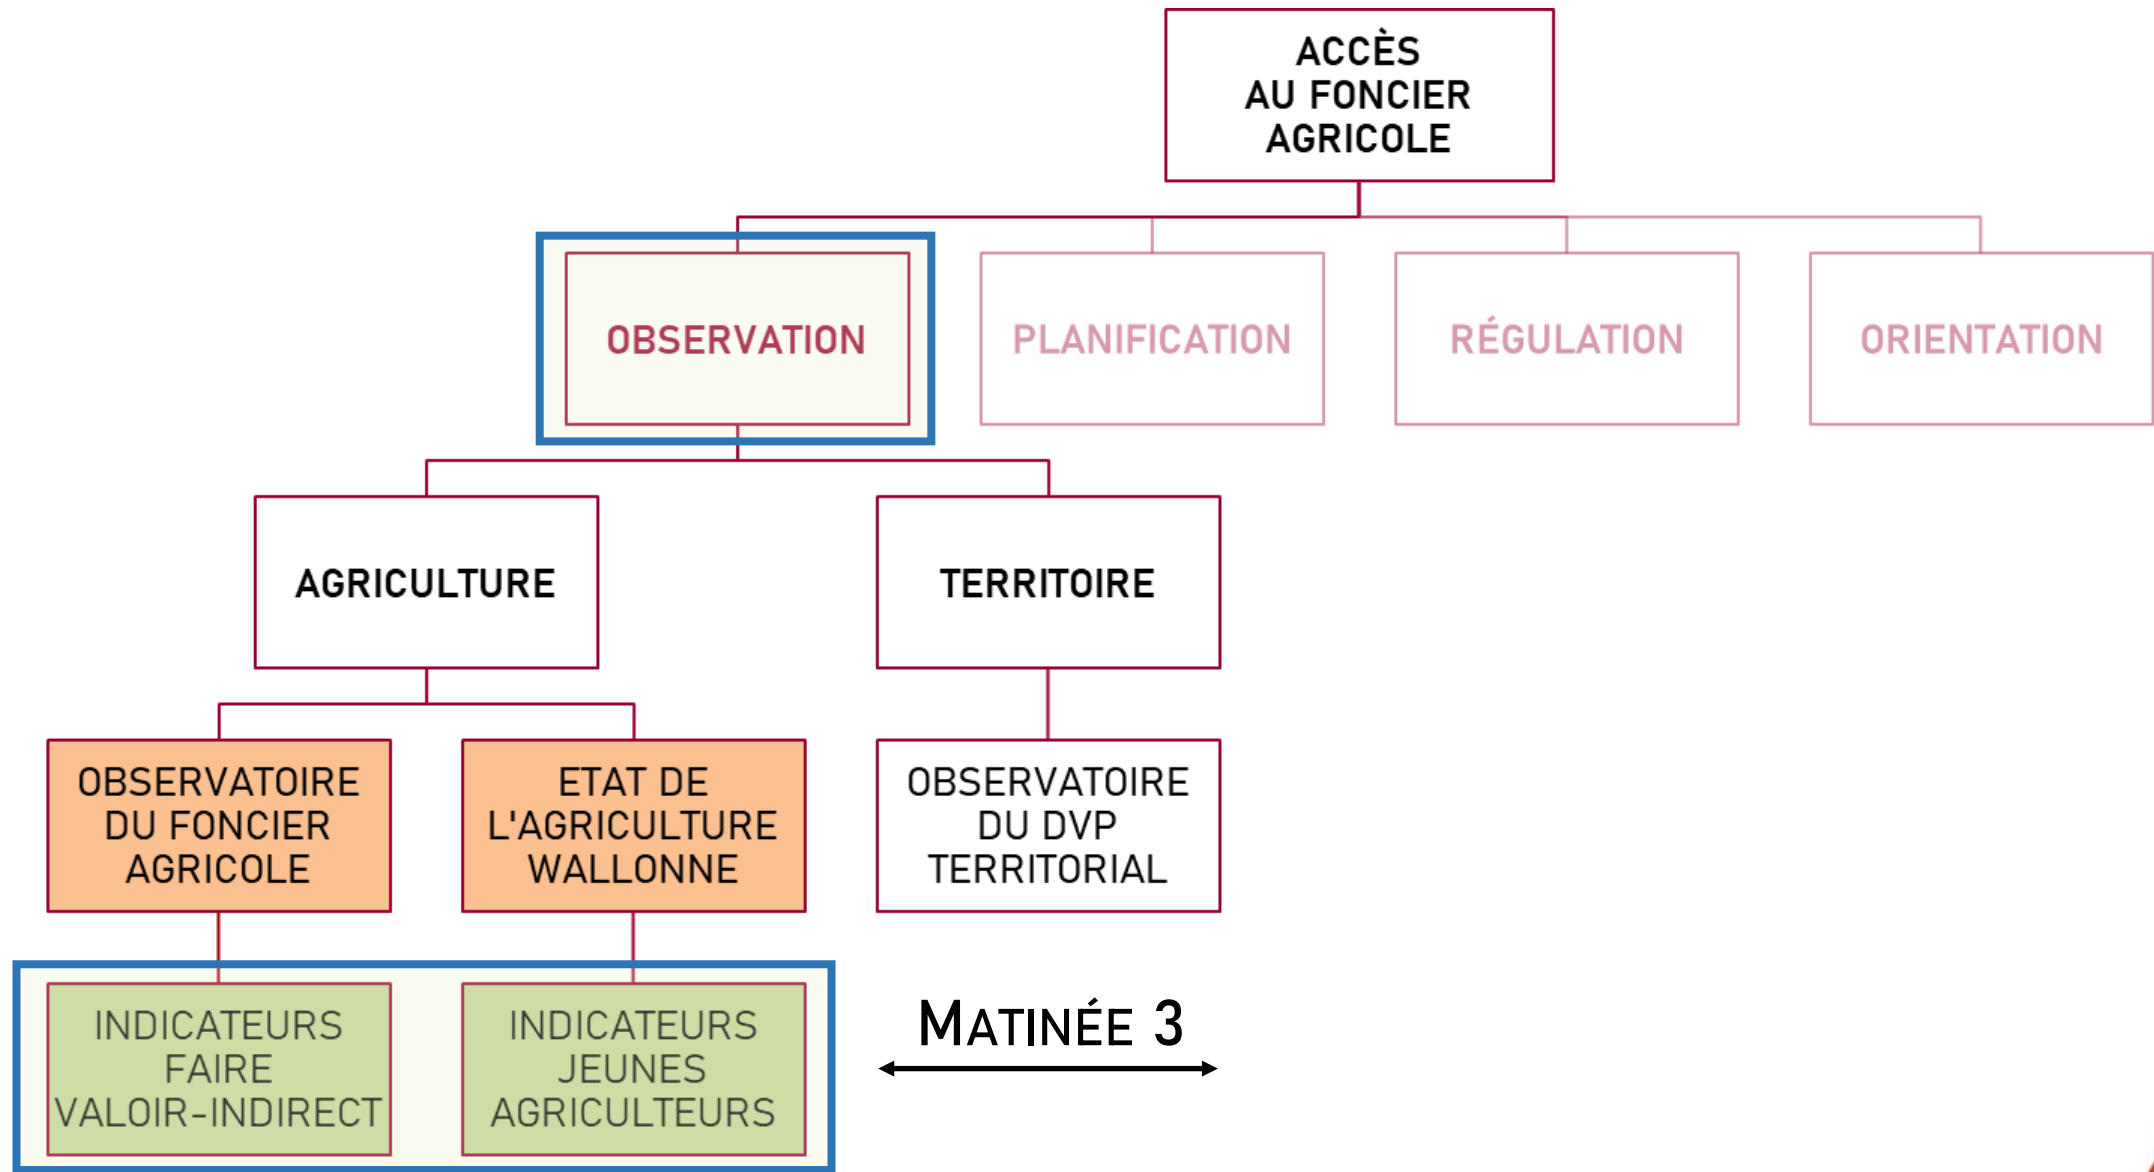 ACCÈS
AU FONCIER
AGRICOLE
OBSERVATION
PLANIFICATION
RÉGULATION
ORIENTATION
AGRICULTURE
TERRITOIRE
OBSERVATOIRE
DU FONCIER
AGRICOLE
ETAT DE
L'AGRICULTURE
WALLONNE
OBSERVATOIRE
DU DVP
TERRITORIAL
INDICATEURS
FAIRE
VALOIR-INDIRECT
INDICATEURS
JEUNES
AGRICULTEURS
MATINÉE 3